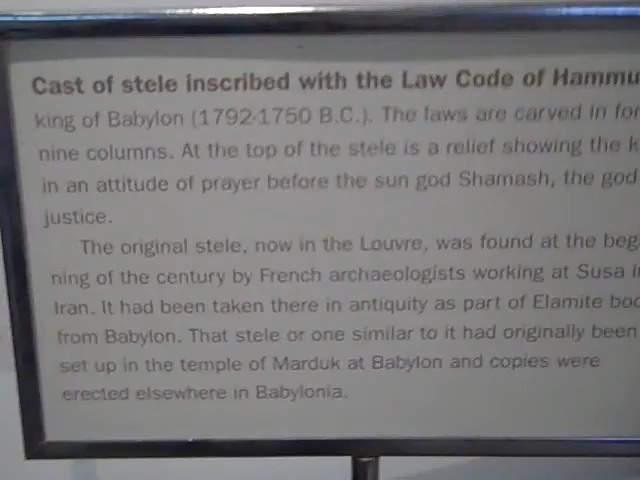 Cast of stele inscribed with the Law Code of Hammu
king of Babylon (1792-1750 B.C.). The laws are carved in for
nine columns. At the top of the stele is a relief showing the k
in an attitude of prayer before the sun god Shamash, the god
justice.
The original stele, now in the Louvre, was found at the beg
ning of the century by French archaeologists working at Susa i
Iran. It had been taken there in antiquity as part of Elamite boo
from Babylon. That stele or one similar to it had originally been
set up in the temple of Marduk at Babylon and copies were
erected elsewhere in Babylonia.